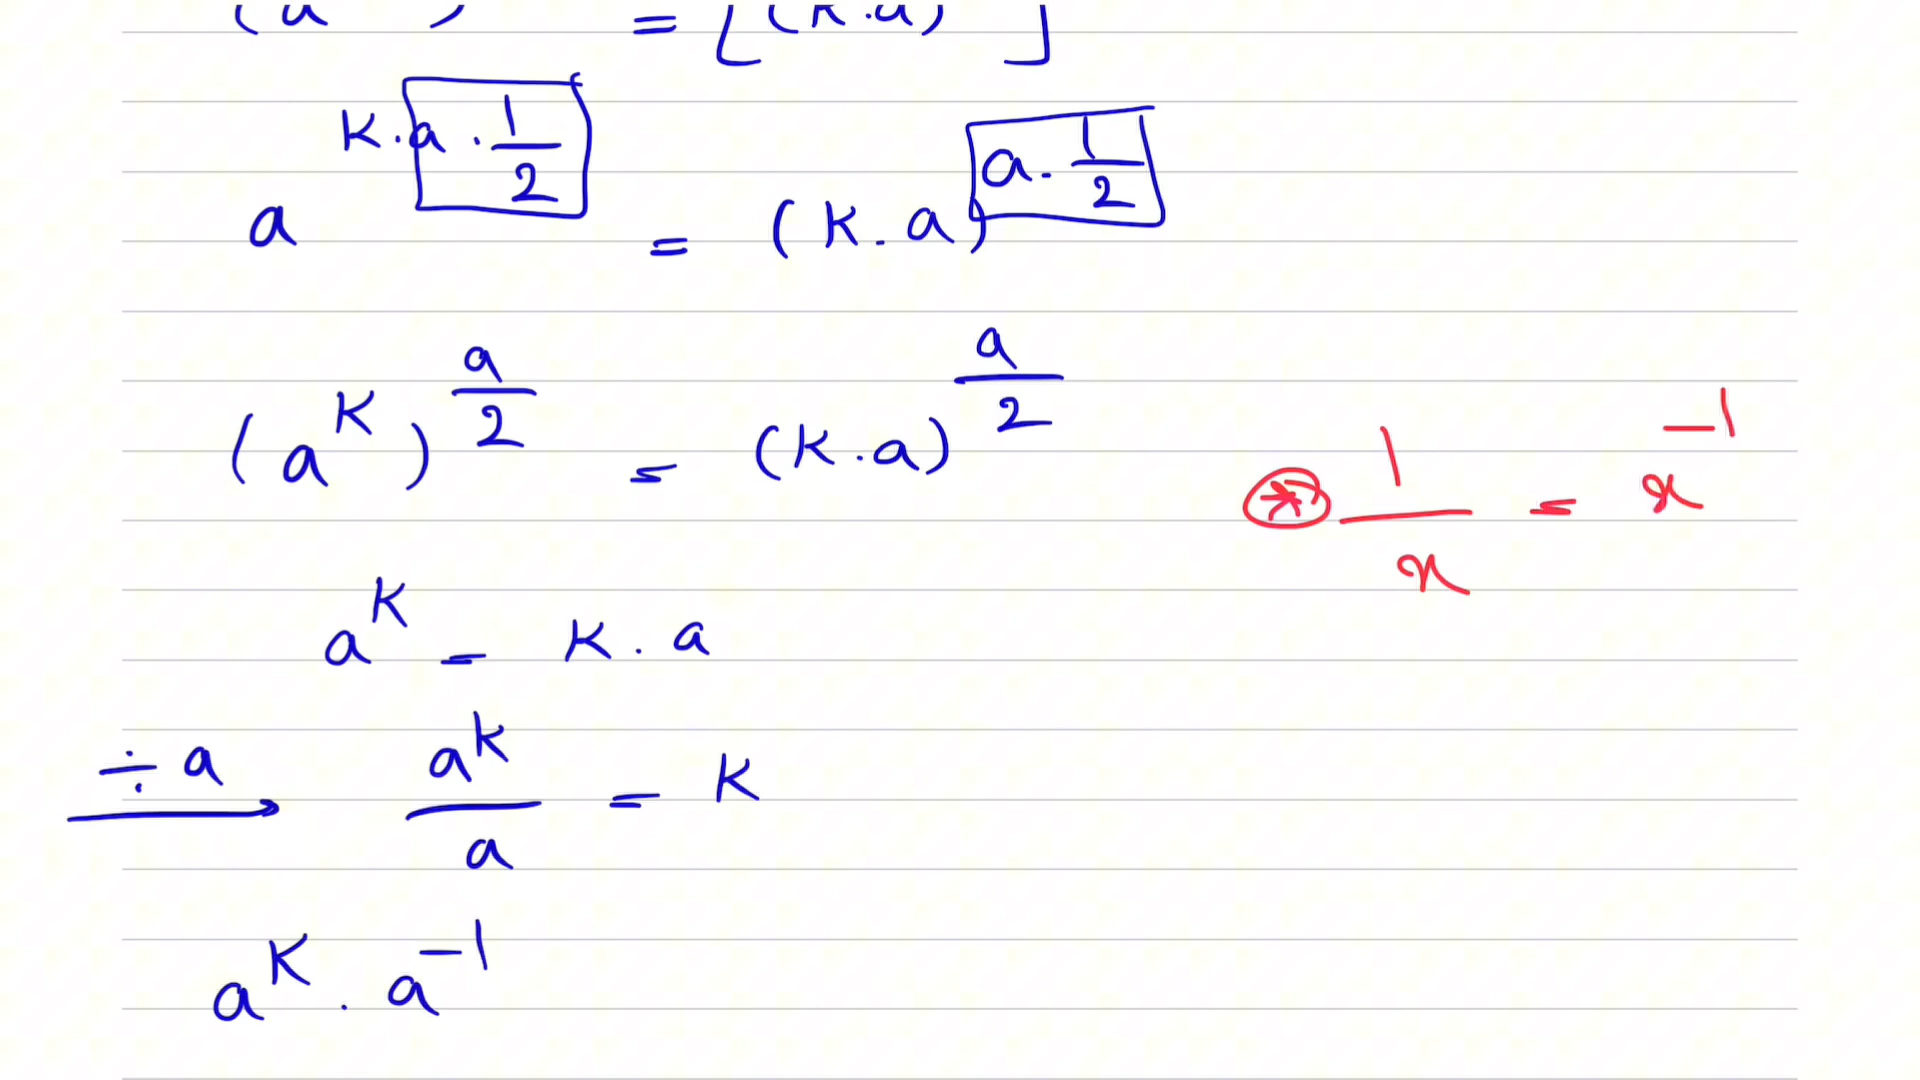 = [(k.a)]
a^(k.a.1/2) = (k.a)^(a.1/2)
(a^k)^(a/2) = (k.a)^(a/2)
⊛ 1/x = x^-1
a^k = k.a
÷a → a^k/a = k
a^k . a^-1